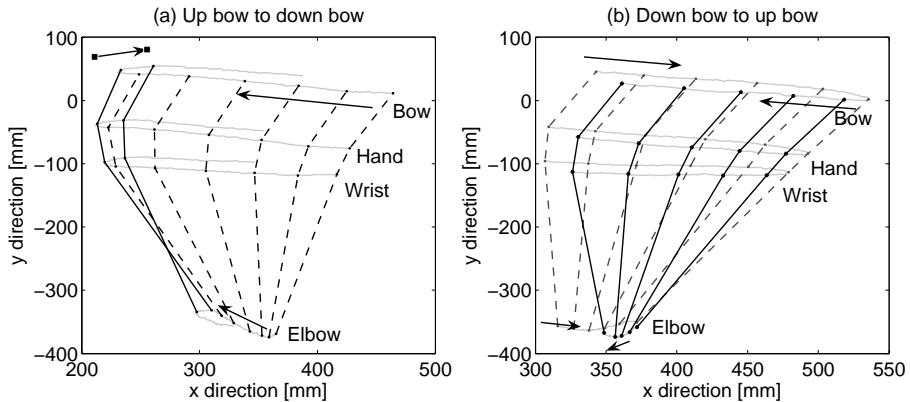 (a) Up bow to down bow
100
0
−100
−200
−300
−400
y direction [mm]
Bow
Hand
Wrist
Elbow
200
300
400
500
x direction [mm]
(b) Down bow to up bow
100
0
−100
−200
−300
−400
y direction [mm]
Bow
Hand
Wrist
Elbow
300
350
400
450
500
550
x direction [mm]